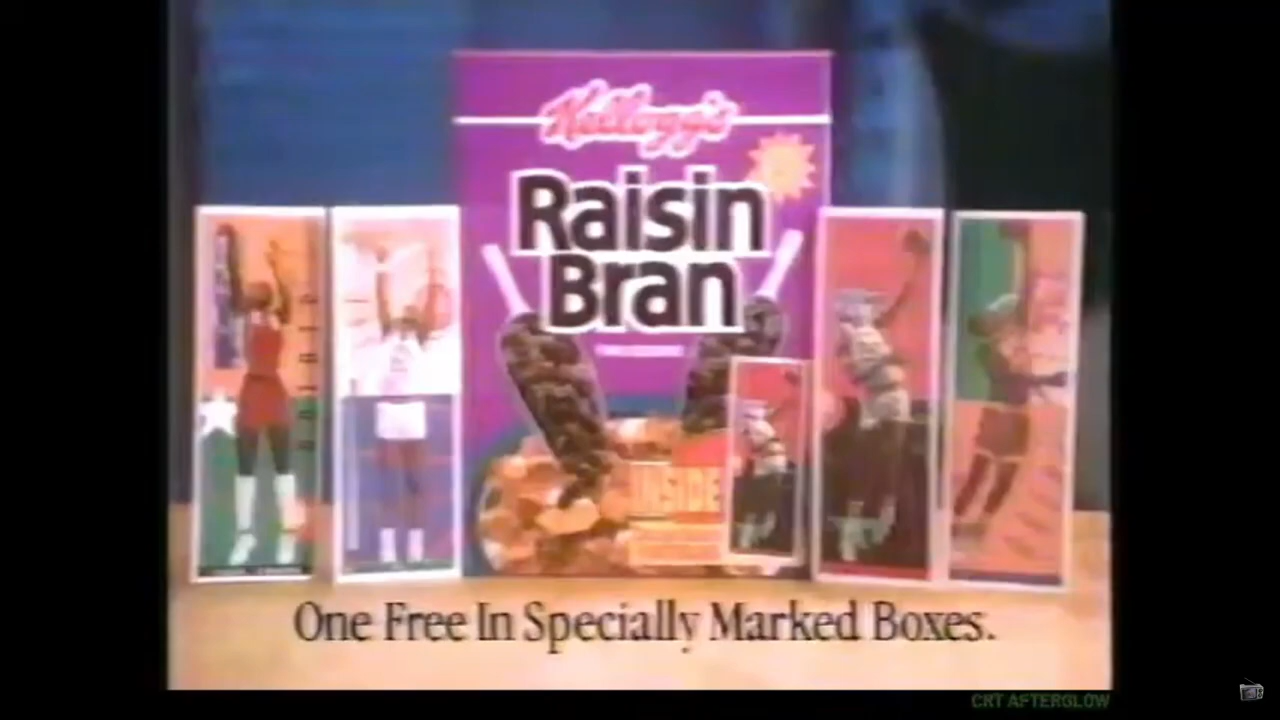 Kellogg's
Raisin
Bran
INSIDE
One Free In Specially Marked Boxes.
CRT AFTERGLOW